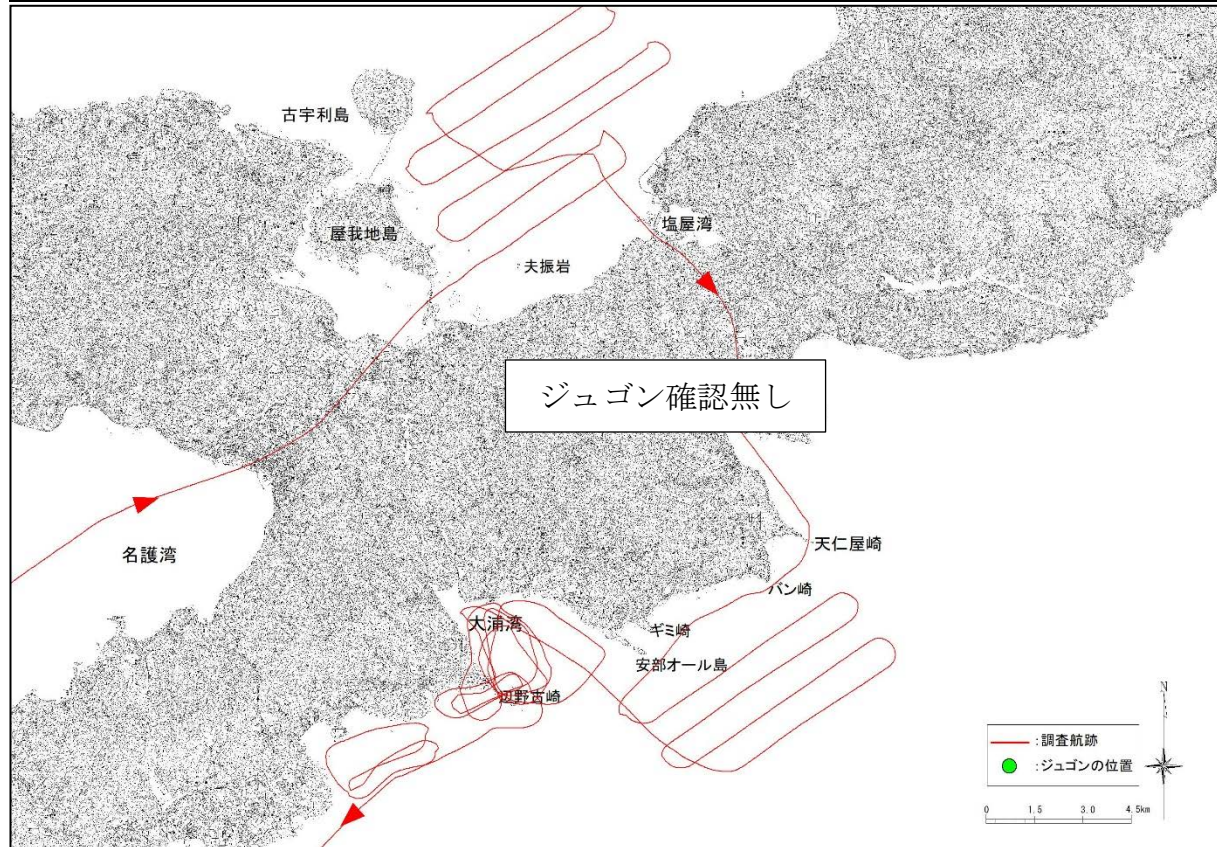 古宇利島
屋我地島
塩屋湾
夫振岩
ジュゴン確認無し
名護湾
天仁屋崎
バン崎
大浦湾
ギミ崎
安部オール島
辺野古崎
N
:調査航跡
:ジュゴンの位置
0 1.5 3.0 4.5km